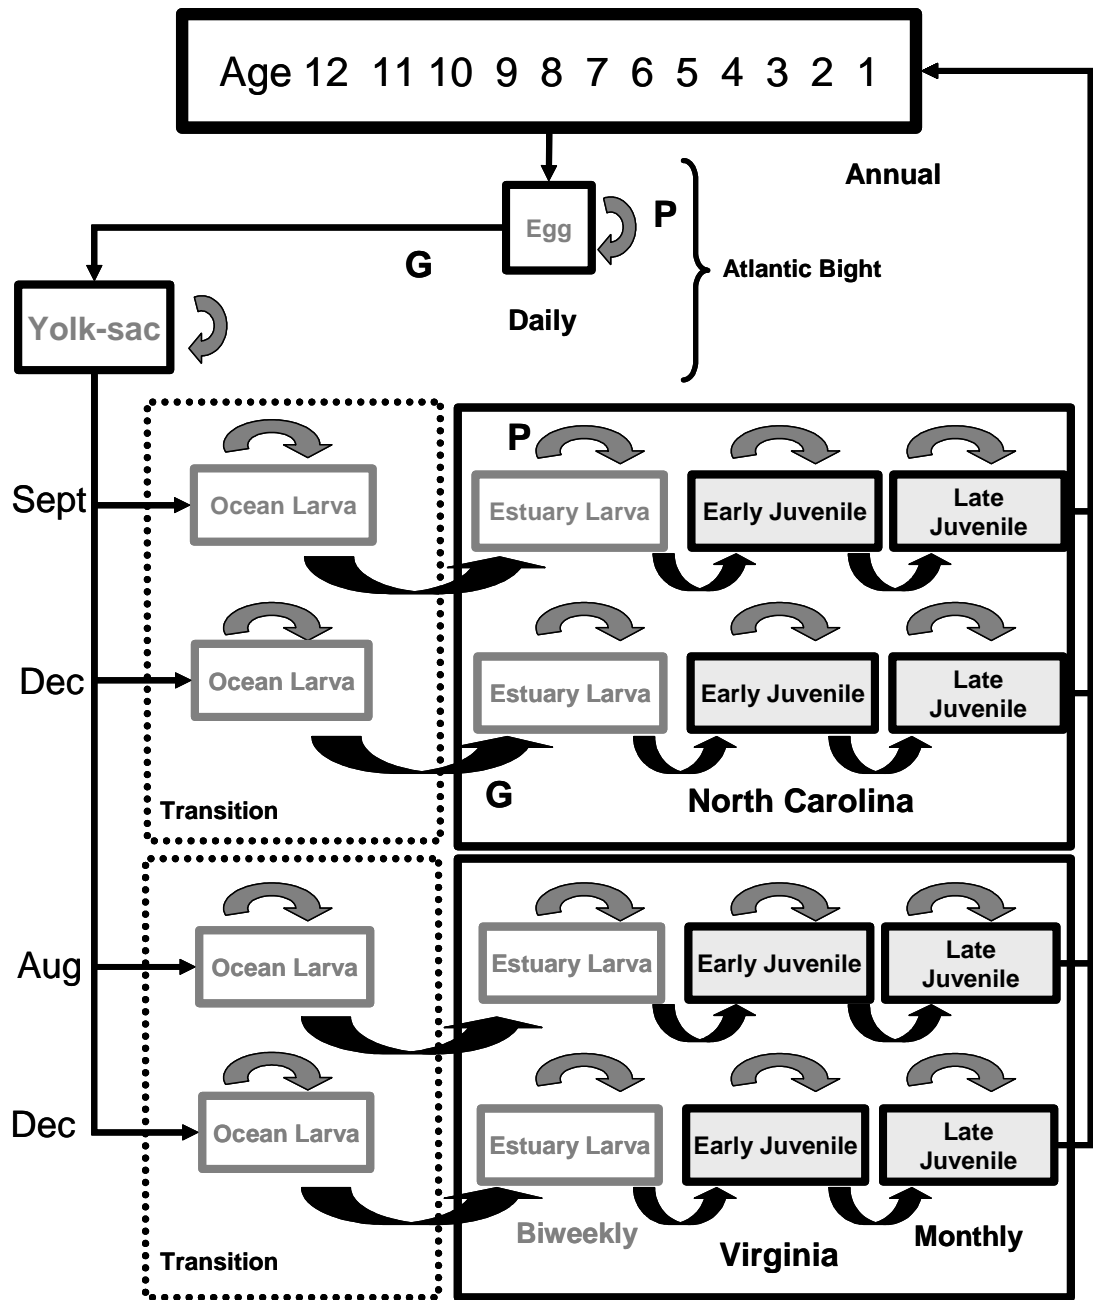 Age 12 11 10 9 8 7 6 5 4 3 2 1
Annual
Egg
P
G
Atlantic Bight
Daily
Yolk-sac
P
Sept
Ocean Larva
Estuary Larva
Early Juvenile
Late
Juvenile
Dec
Ocean Larva
Estuary Larva
Early Juvenile
Late
Juvenile
Transition
G
North Carolina
Aug
Ocean Larva
Estuary Larva
Early Juvenile
Late
Juvenile
Dec
Ocean Larva
Estuary Larva
Early Juvenile
Late
Juvenile
Biweekly
Monthly
Transition
Virginia